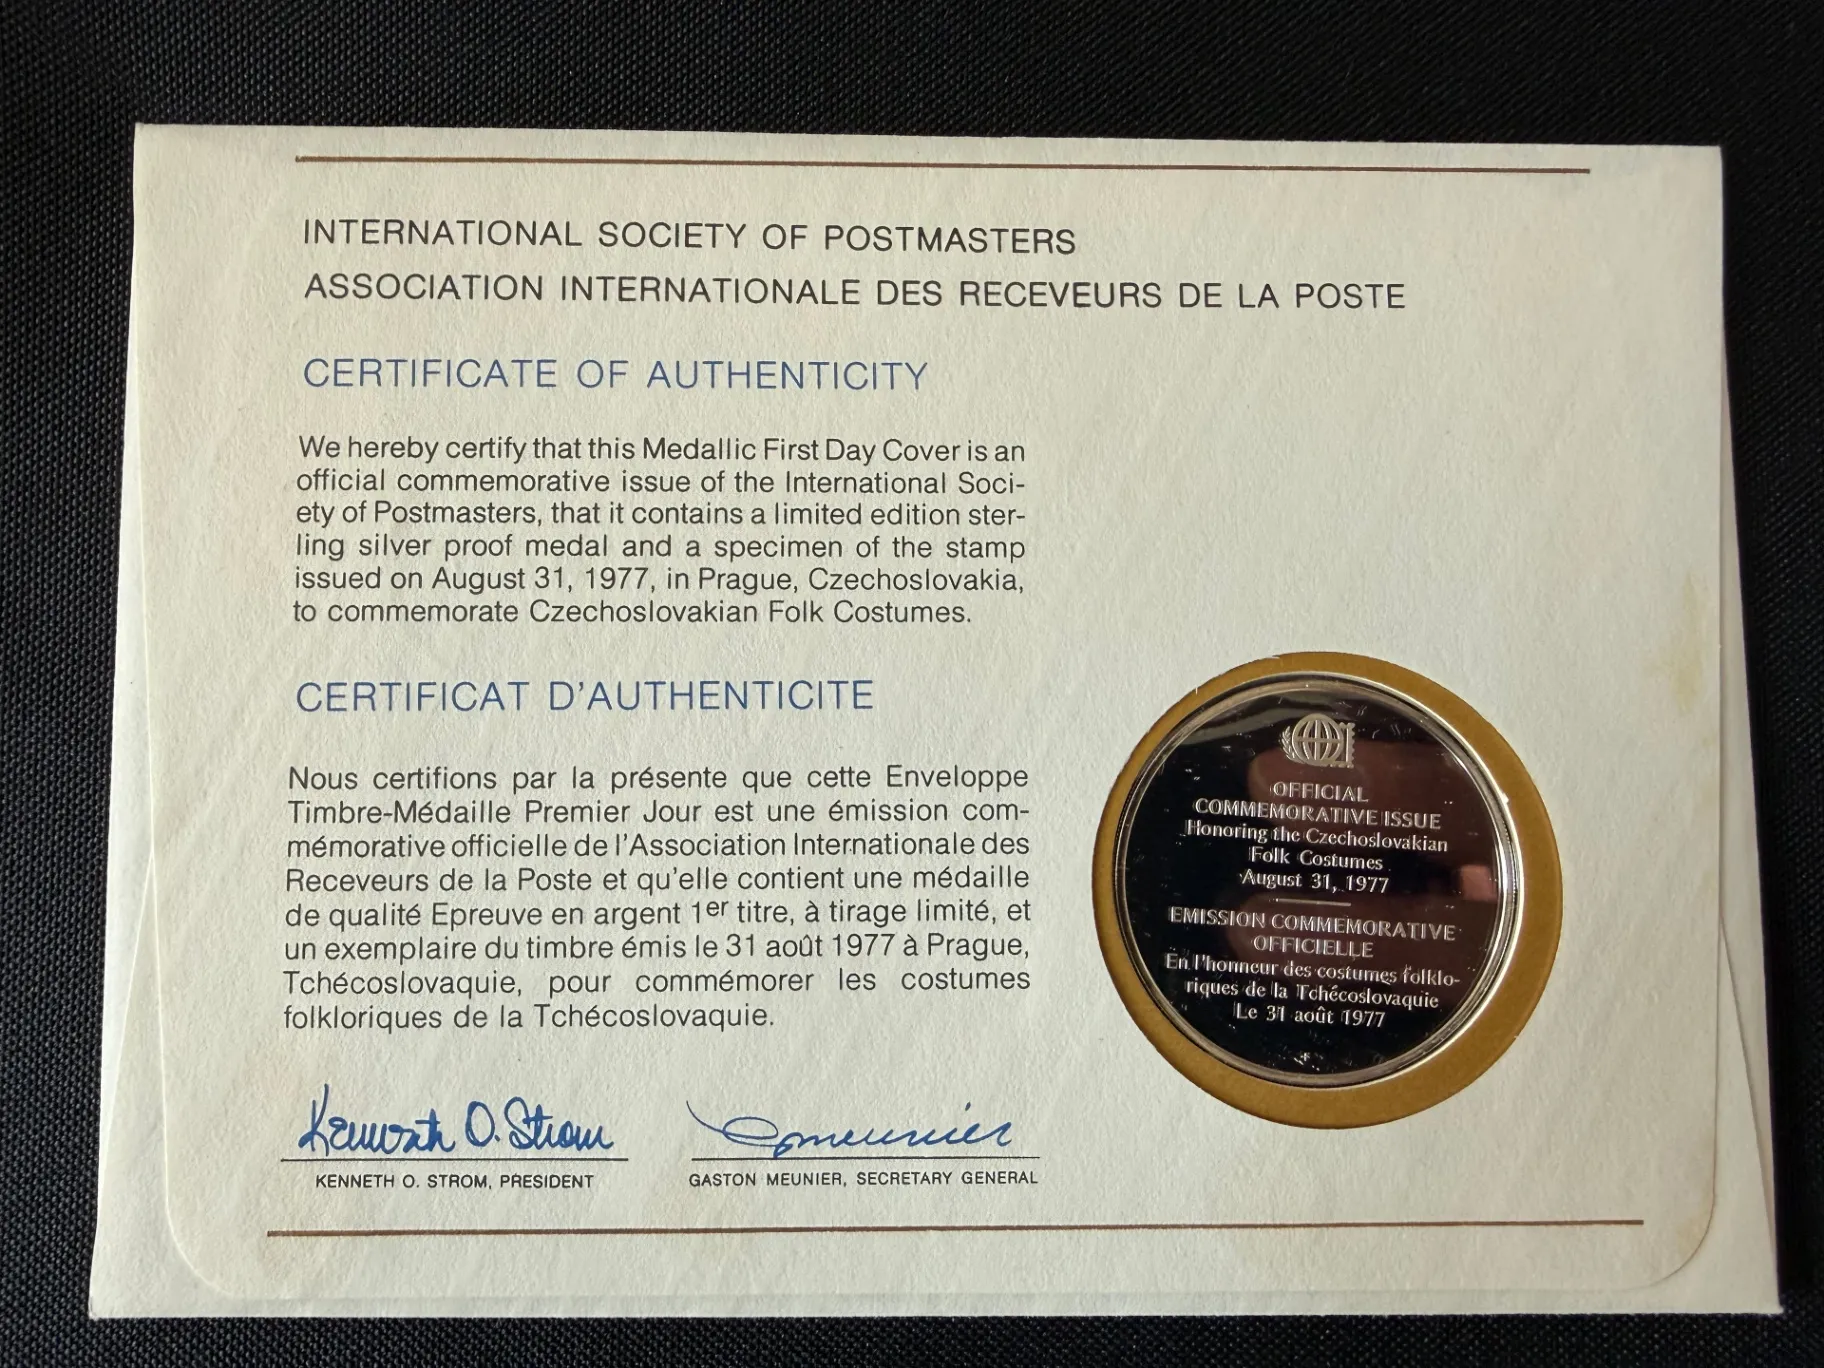 INTERNATIONAL SOCIETY OF POSTMASTERS
ASSOCIATION INTERNATIONALE DES RECEVEURS DE LA POSTE
CERTIFICATE OF AUTHENTICITY
We hereby certify that this Medallic First Day Cover is an
official commemorative issue of the International Soci-
ety of Postmasters, that it contains a limited edition ster-
ling silver proof medal and a specimen of the stamp
issued on August 31, 1977, in Prague, Czechoslovakia,
to commemorate Czechoslovakian Folk Costumes.
CERTIFICAT D'AUTHENTICITE
Nous certifions par la présente que cette Enveloppe
Timbre-Médaille Premier Jour est une émission com-
mémorative officielle de l'Association Internationale des
Receveurs de la Poste et qu'elle contient une médaille
de qualité Epreuve en argent 1er titre, à tirage limité, et
un exemplaire du timbre émis le 31 août 1977 à Prague,
Tchécoslovaquie, pour commémorer les costumes
folkloriques de la Tchécoslovaquie.
Kenneth O. Strom
KENNETH O. STROM, PRESIDENT
Gmeunier
GASTON MEUNIER, SECRETARY GENERAL
OFFICIAL
COMMEMORATIVE ISSUE
Honoring the Czechoslovakian
Folk Costumes
August 31, 1977
EMISSION COMMEMORATIVE
OFFICIELLE
En l'honneur des costumes folklo-
riques de la Tchécoslovaquie
Le 31 août 1977